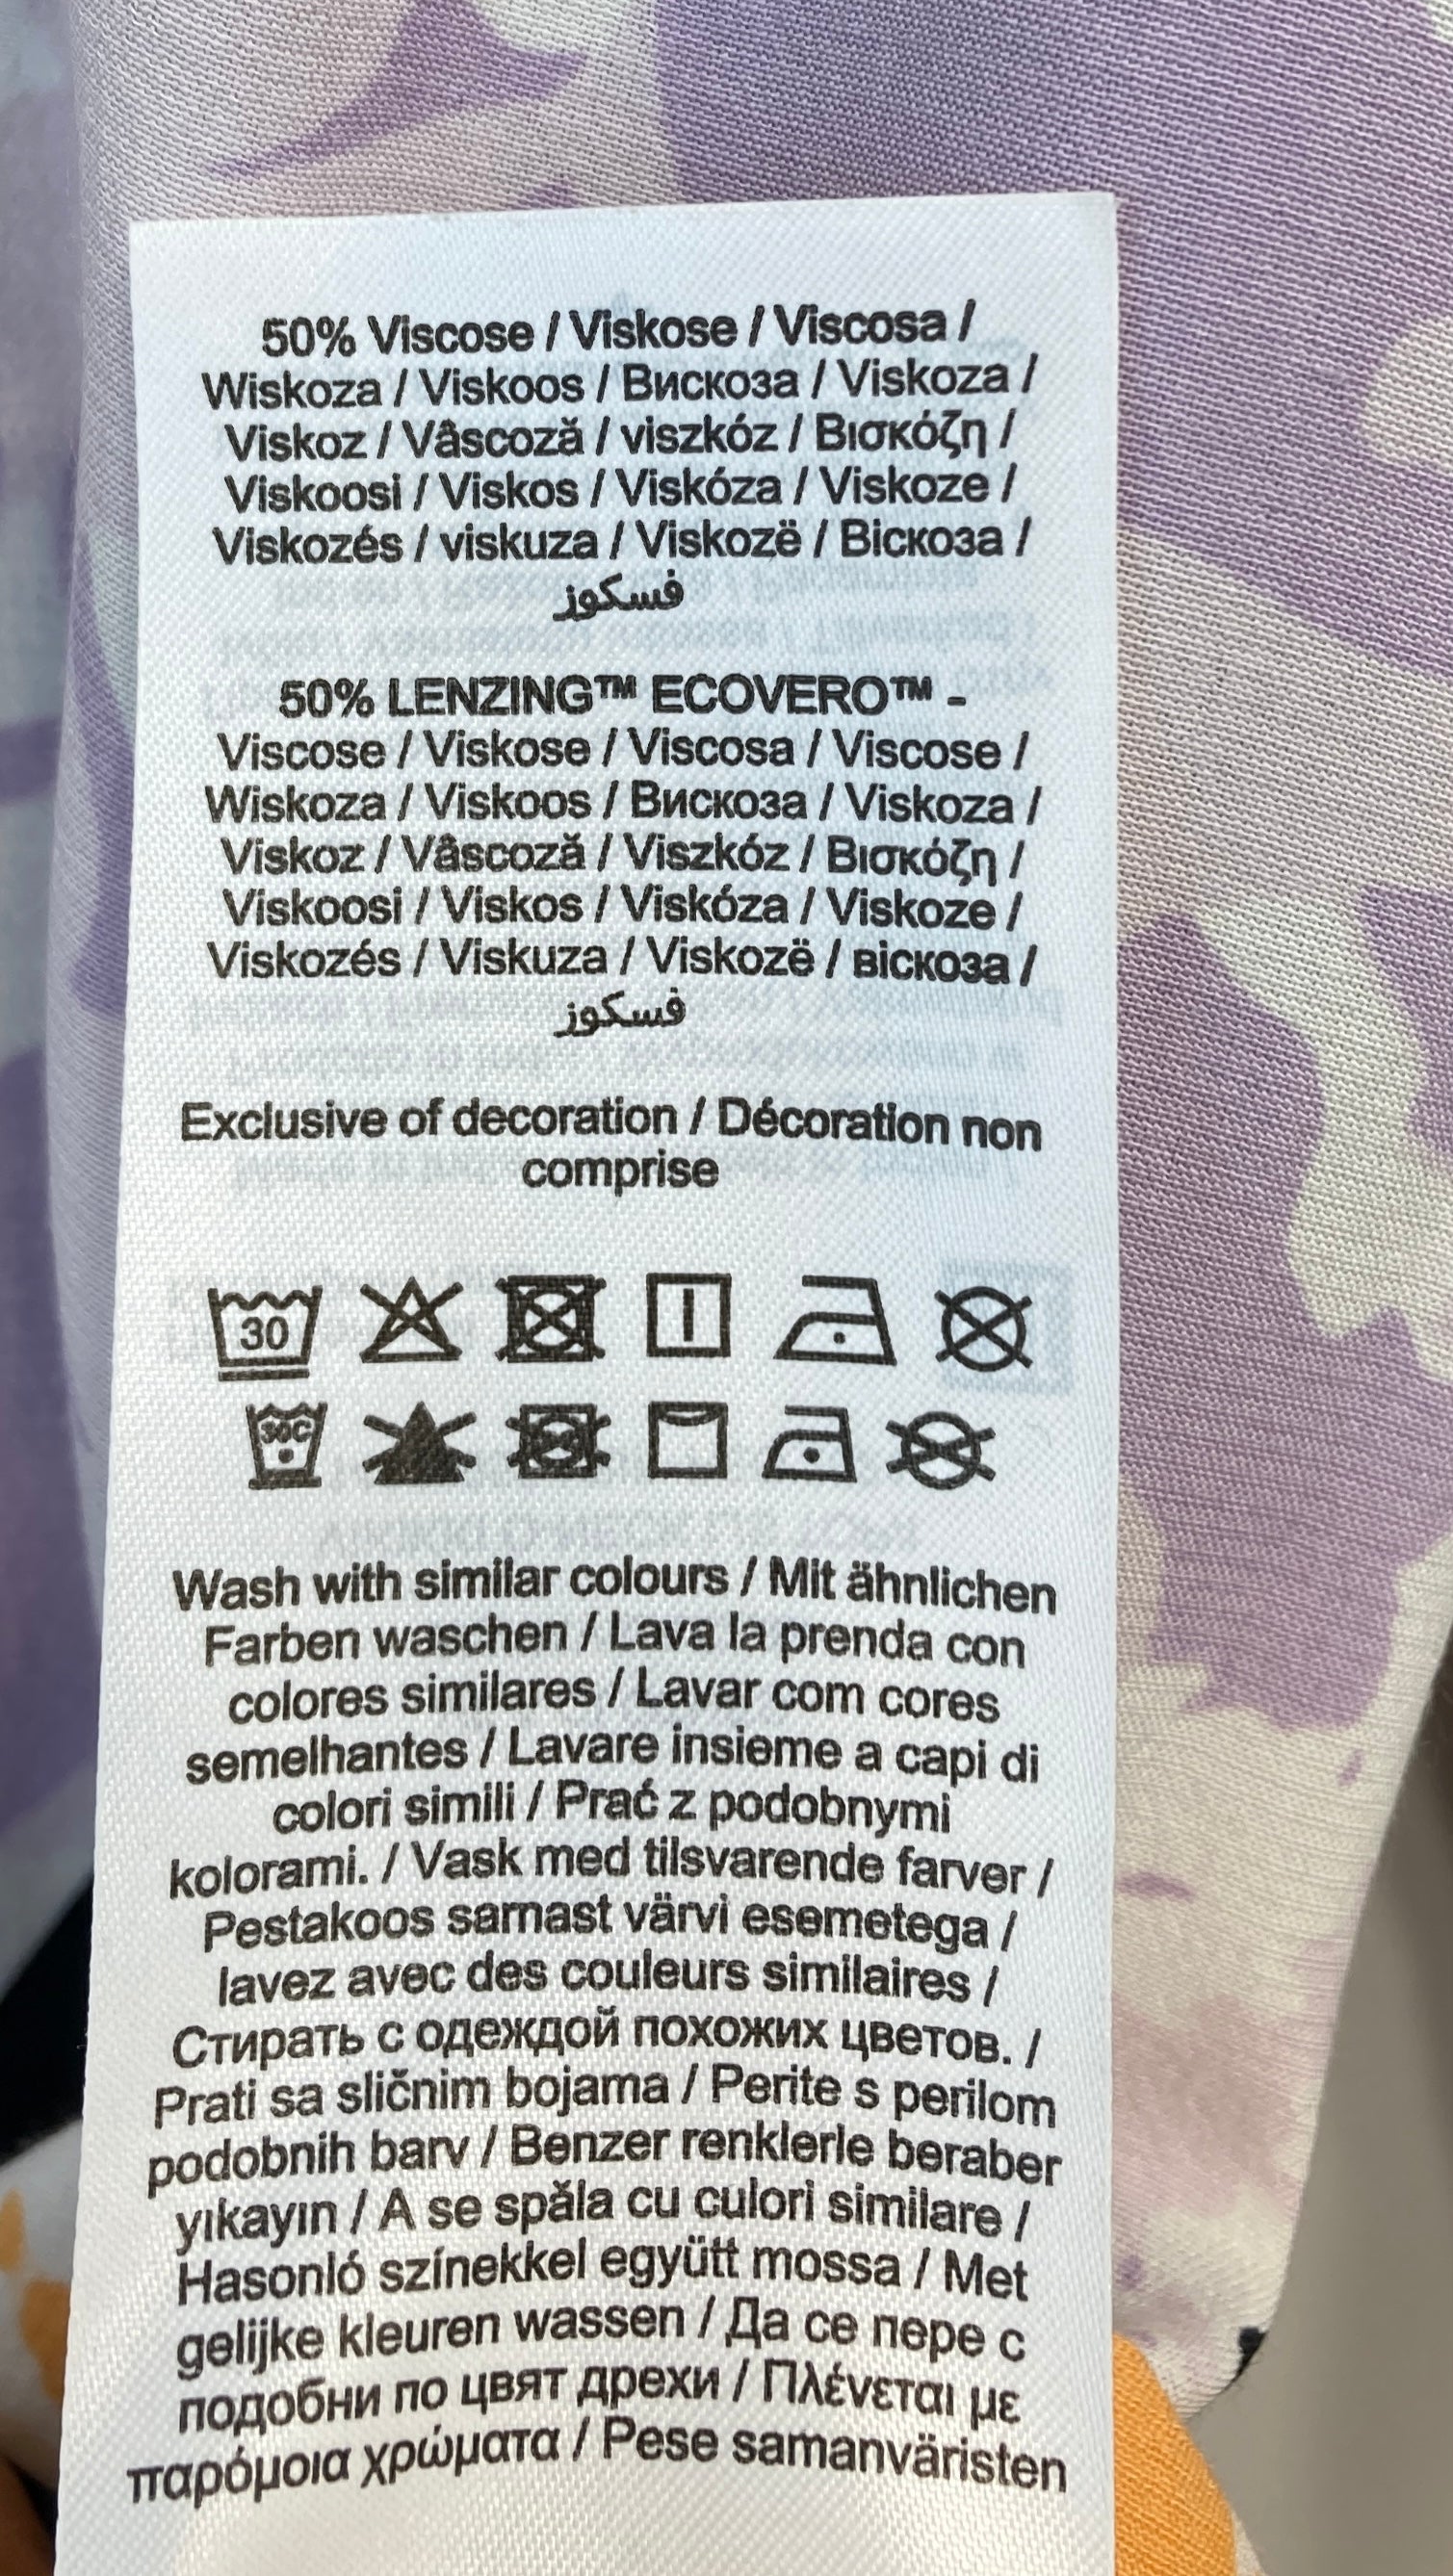 50% Viscose / Viskose / Viscosa /
Wiskoza / Viskoos / Вискоза / Viskoza /
Viskoz / Vâscoză / viszkóz / Βισκόζη /
Viskoosi / Viskos / Viskóza / Viskoze /
Viskozés / viskuza / Viskozë / Віскоза /
فسكوز
50% LENZING™ ECOVERO™ -
Viscose / Viskose / Viscosa / Viscose /
Wiskoza / Viskoos / Вискоза / Viskoza /
Viskoz / Vâscoză / Viszkóz / Βισκόζη /
Viskoosi / Viskos / Viskóza / Viskoze /
Viskozés / Viskuza / Viskozë / віскоза /
فسكوز
Exclusive of decoration / Décoration non
comprise
30
30C
Wash with similar colours / Mit ähnlichen
Farben waschen / Lava la prenda con
colores similares / Lavar com cores
semelhantes / Lavare insieme a capi di
colori simili / Prać z podobnymi
kolorami. / Vask med tilsvarende farver /
Pestakoos samast värvi esemetega /
lavez avec des couleurs similaires /
Стирать с одеждой похожих цветов. /
Prati sa sličnim bojama / Perite s perilom
podobnih barv / Benzer renklerle beraber
yıkayın / A se spăla cu culori similare /
Hasonló színekkel együtt mossa / Met
gelijke kleuren wassen / Да се пере с
подобни по цвят дрехи / Πλένεται με
παρόμοια χρώματα / Pese samanväristen